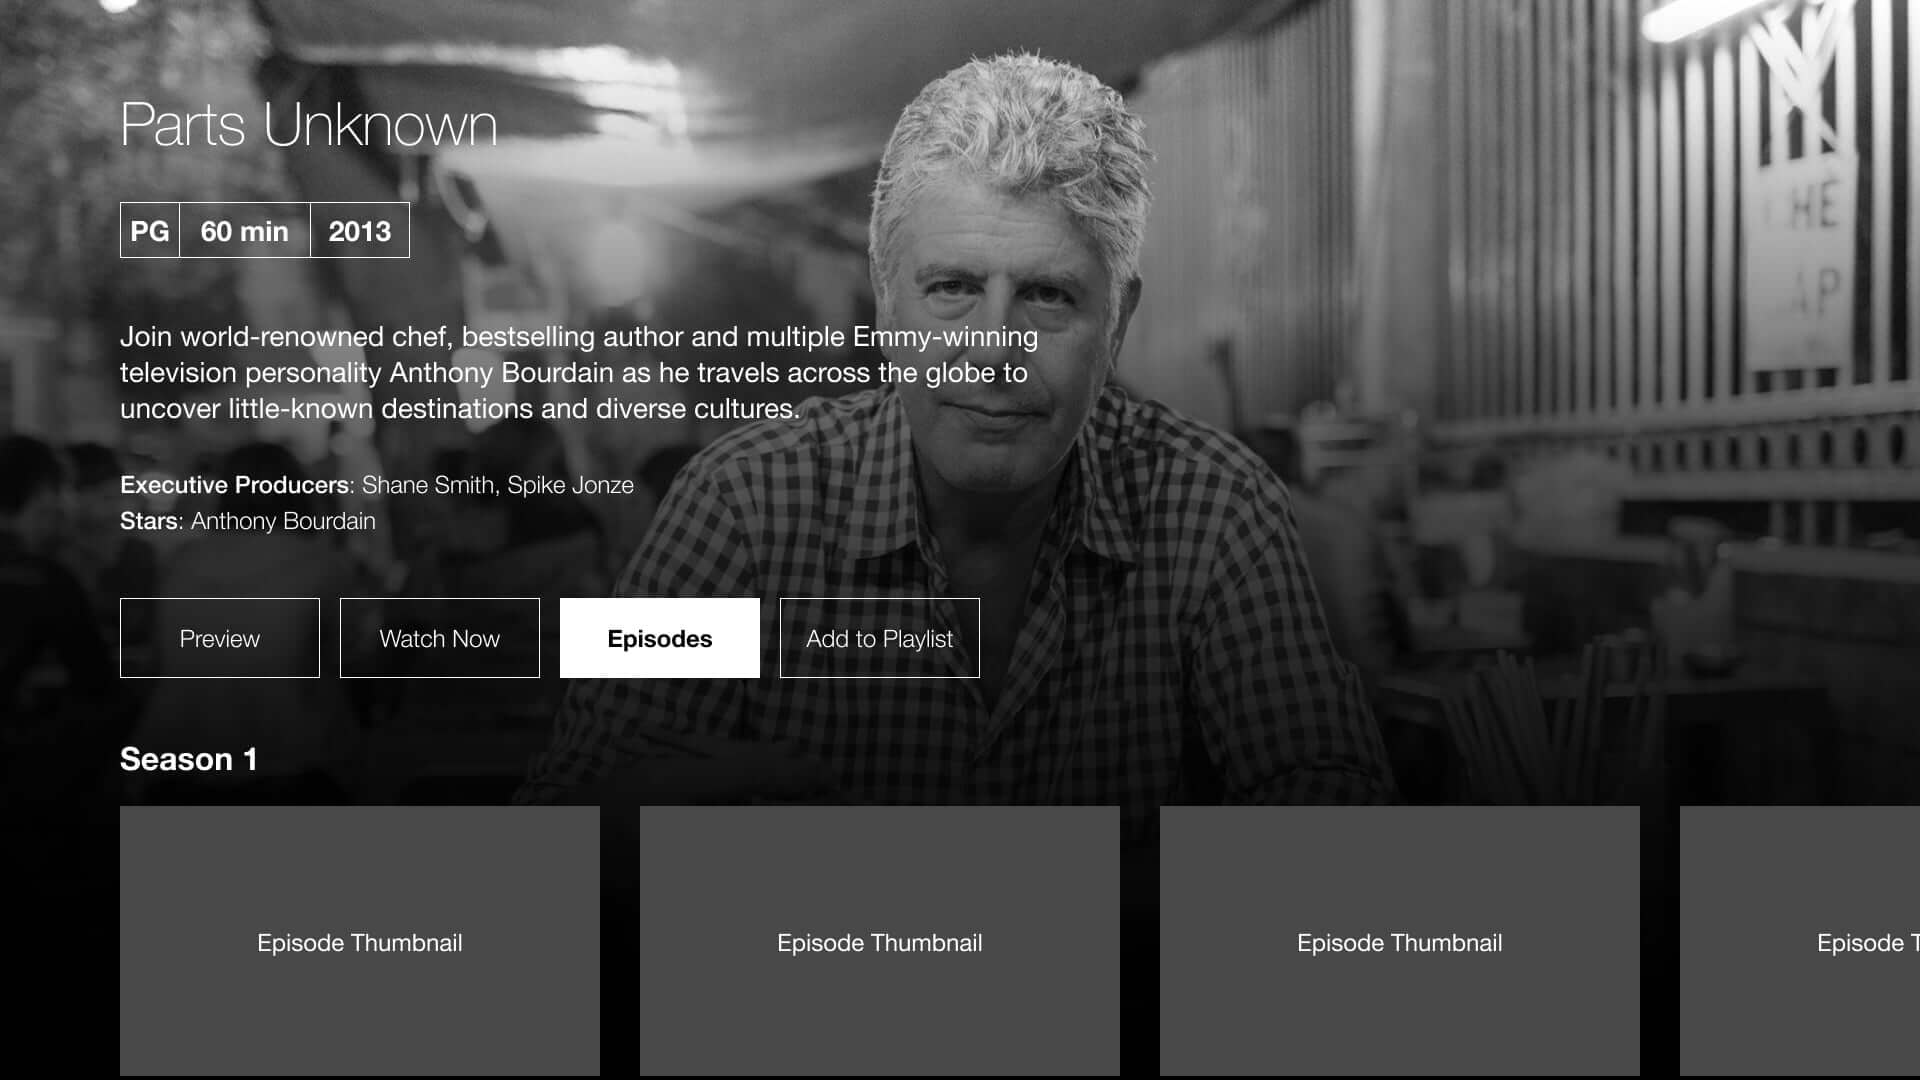 Parts Unknown
PG 60 min 2013
Join world-renowned chef, bestselling author and multiple Emmy-winning
television personality Anthony Bourdain as he travels across the globe to
uncover little-known destinations and diverse cultures.
Executive Producers: Shane Smith, Spike Jonze
Stars: Anthony Bourdain
Preview Watch Now Episodes Add to Playlist
Season 1
Episode Thumbnail Episode Thumbnail Episode Thumbnail Episode